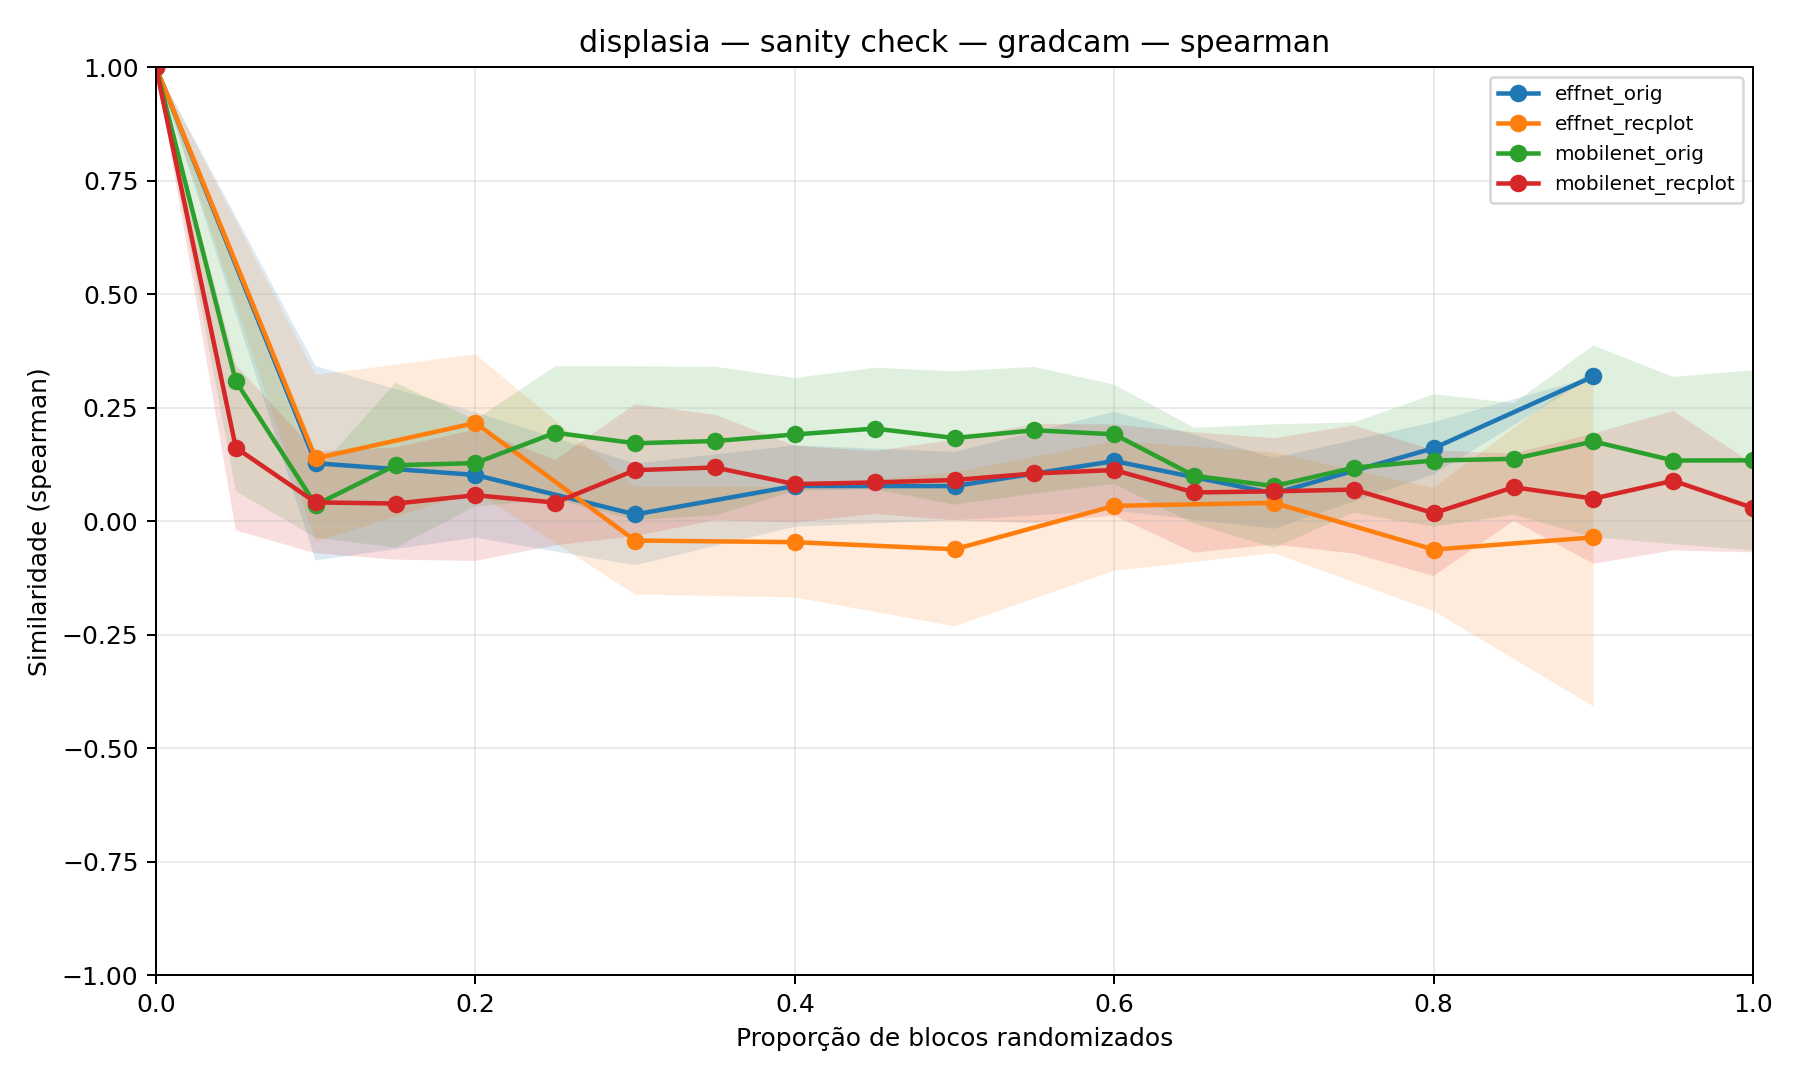 displasia — sanity check — gradcam — spearman
effnet_orig
effnet_recplot
mobilenet_orig
mobilenet_recplot
1.00
0.75
0.50
0.25
0.00
−0.25
−0.50
−0.75
−1.00
Similaridade (spearman)
0.0 0.2 0.4 0.6 0.8 1.0
Proporção de blocos randomizados